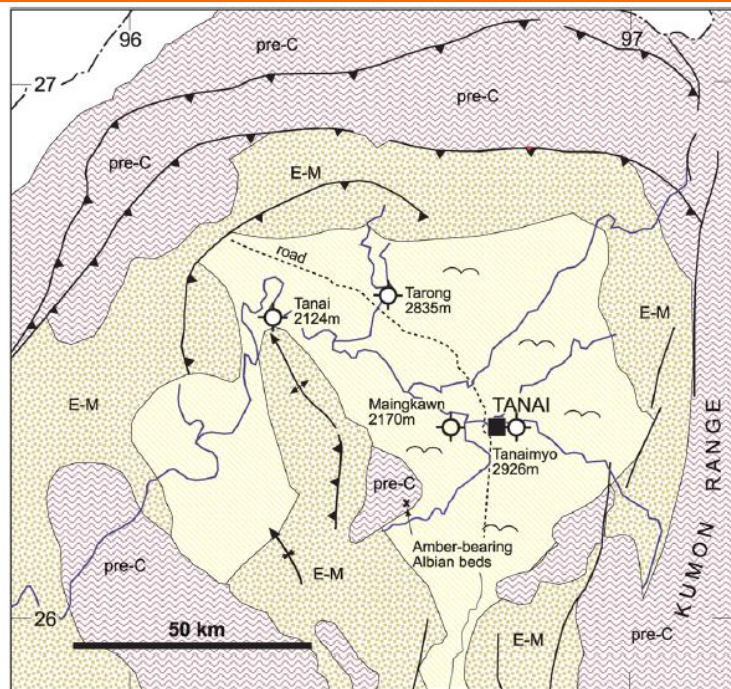 96
97
pre-C
27
pre-C
pre-C
E-M
road
Tarong
2835m
Tanai
2124m
E-M
E-M
Maingkawn
2170m
TANAI
Tanaimyo
2926m
pre-C
KUMON RANGE
Amber-bearing
Albian beds
pre-C
E-M
26
50 km
E-M
pre-C